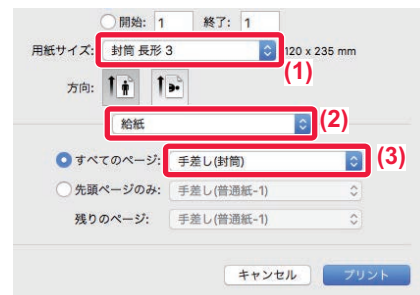 開始: 1 終了: 1
用紙サイズ: 封筒 長形 3 120 x 235 mm
(1)
方向:
給紙 (2)
すべてのページ: 手差し(封筒) (3)
先頭ページのみ: 手差し(普通紙-1)
残りのページ: 手差し(普通紙-1)
キャンセル プリント